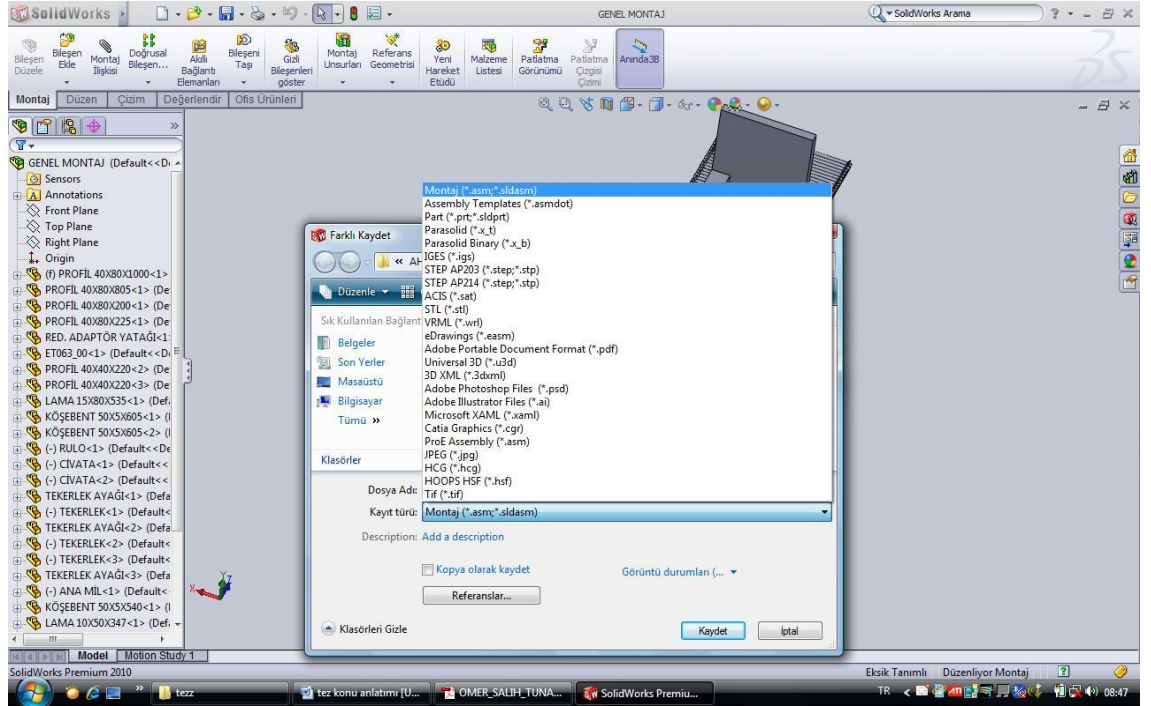 SolidWorks
GENEL MONTAJ
SolidWorks Arama
Bileşen Düzele
Bileşen Ekle
Montaj İlişkisi
Doğrusal Bileşen...
Akıllı Bağlantı Elemanları
Bileşeni Taşı
Gizli Bileşenleri göster
Montaj Unsurları
Referans Geometrisi
Yeni Hareket Etüdü
Malzeme Listesi
Patlatma Görünümü
Patlatma Çizgisi Çizimi
Anında3B
Montaj Düzen Çizim Değerlendir Ofis Ürünleri
GENEL MONTAJ (Default<<D
Sensors
Annotations
Front Plane
Top Plane
Right Plane
Origin
(f) PROFİL 40X80X1000<1>
PROFİL 40X80X805<1> (De
PROFİL 40X80X200<1> (De
PROFİL 40X80X225<1> (De
RED. ADAPTÖR YATAĞI<1
ET063_00<1> (Default<<D
PROFİL 40X40X220<2> (De
PROFİL 40X40X220<3> (De
LAMA 15X80X535<1> (Def
KÖŞEBENT 50X5X605<1> (
KÖŞEBENT 50X5X605<2> (
(-) RULO<1> (Default<<De
(-) CİVATA<1> (Default<<
(-) CİVATA<2> (Default<<
TEKERLEK AYAĞI<1> (Defa
(-) TEKERLEK<1> (Default<
TEKERLEK AYAĞI<2> (Defa
(-) TEKERLEK<2> (Default<
(-) TEKERLEK<3> (Default<
TEKERLEK AYAĞI<3> (Defa
(-) ANA MİL<1> (Default<
KÖŞEBENT 50X5X540<1> (
LAMA 10X50X347<1> (Def
X Y Z
Farklı Kaydet
« AH
Düzenle
Sık Kullanılan Bağlant
Belgeler
Son Yerler
Masaüstü
Bilgisayar
Tümü »
Klasörler
Montaj (*.asm;*.sldasm)
Assembly Templates (*.asmdot)
Part (*.prt;*.sldprt)
Parasolid (*.x_t)
Parasolid Binary (*.x_b)
IGES (*.igs)
STEP AP203 (*.step;*.stp)
STEP AP214 (*.step;*.stp)
ACIS (*.sat)
STL (*.stl)
VRML (*.wrl)
eDrawings (*.easm)
Adobe Portable Document Format (*.pdf)
Universal 3D (*.u3d)
3D XML (*.3dxml)
Adobe Photoshop Files (*.psd)
Adobe Illustrator Files (*.ai)
Microsoft XAML (*.xaml)
Catia Graphics (*.cgr)
ProE Assembly (*.asm)
JPEG (*.jpg)
HCG (*.hcg)
HOOPS HSF (*.hsf)
Tif (*.tif)
Dosya Adı:
Kayıt türü: Montaj (*.asm;*.sldasm)
Description: Add a description
Kopya olarak kaydet
Görüntü durumları (...
Referanslar...
Klasörleri Gizle
Kaydet İptal
Model Motion Study 1
SolidWorks Premium 2010
Eksik Tanımlı Düzenliyor Montaj
tezz
tez konu anlatımı [U...
OMER_SALIH_TUNA...
SolidWorks Premiu...
TR
08:47